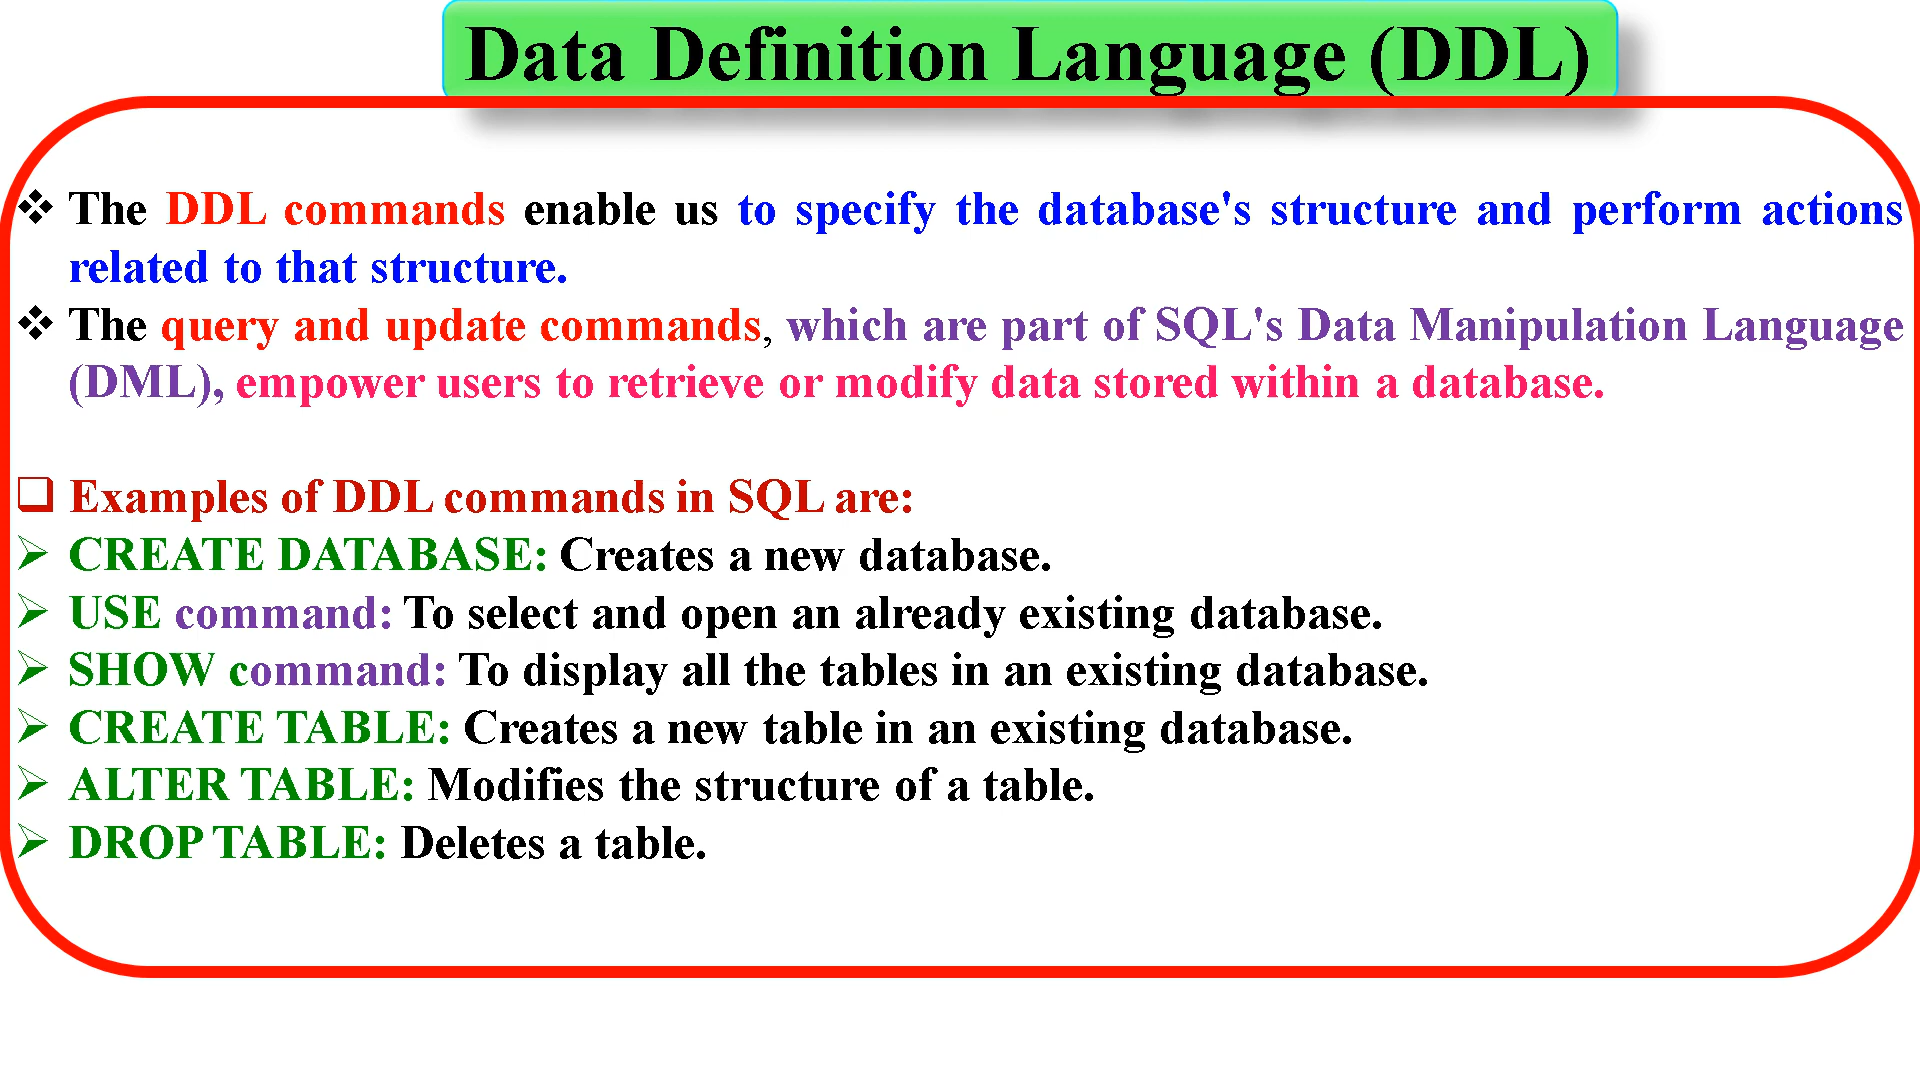 Data Definition Language (DDL)
The DDL commands enable us to specify the database's structure and perform actions
related to that structure.
The query and update commands, which are part of SQL's Data Manipulation Language
(DML), empower users to retrieve or modify data stored within a database.
Examples of DDL commands in SQL are:
CREATE DATABASE: Creates a new database.
USE command: To select and open an already existing database.
SHOW command: To display all the tables in an existing database.
CREATE TABLE: Creates a new table in an existing database.
ALTER TABLE: Modifies the structure of a table.
DROP TABLE: Deletes a table.